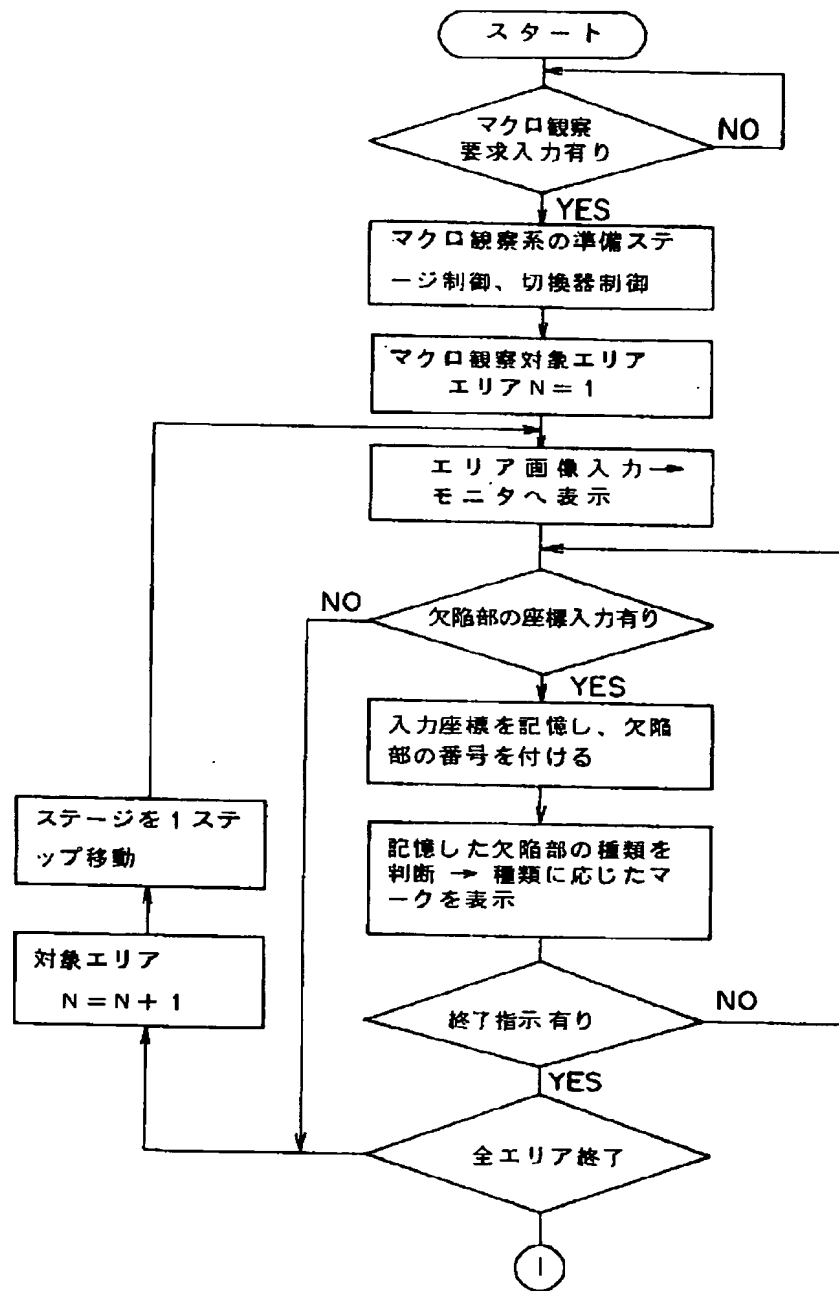 スタート
マクロ観察
要求入力有り
NO
YES
マクロ観察系の準備ステ
ージ制御、切換器制御
マクロ観察対象エリア
エリアN=1
エリア画像入力→
モニタへ表示
NO
欠陥部の座標入力有り
YES
入力座標を記憶し、欠陥
部の番号を付ける
ステージを1ステ
ップ移動
記憶した欠陥部の種類を
判断→種類に応じたマ
ークを表示
対象エリア
N=N+1
終了指示有り
NO
YES
全エリア終了
1